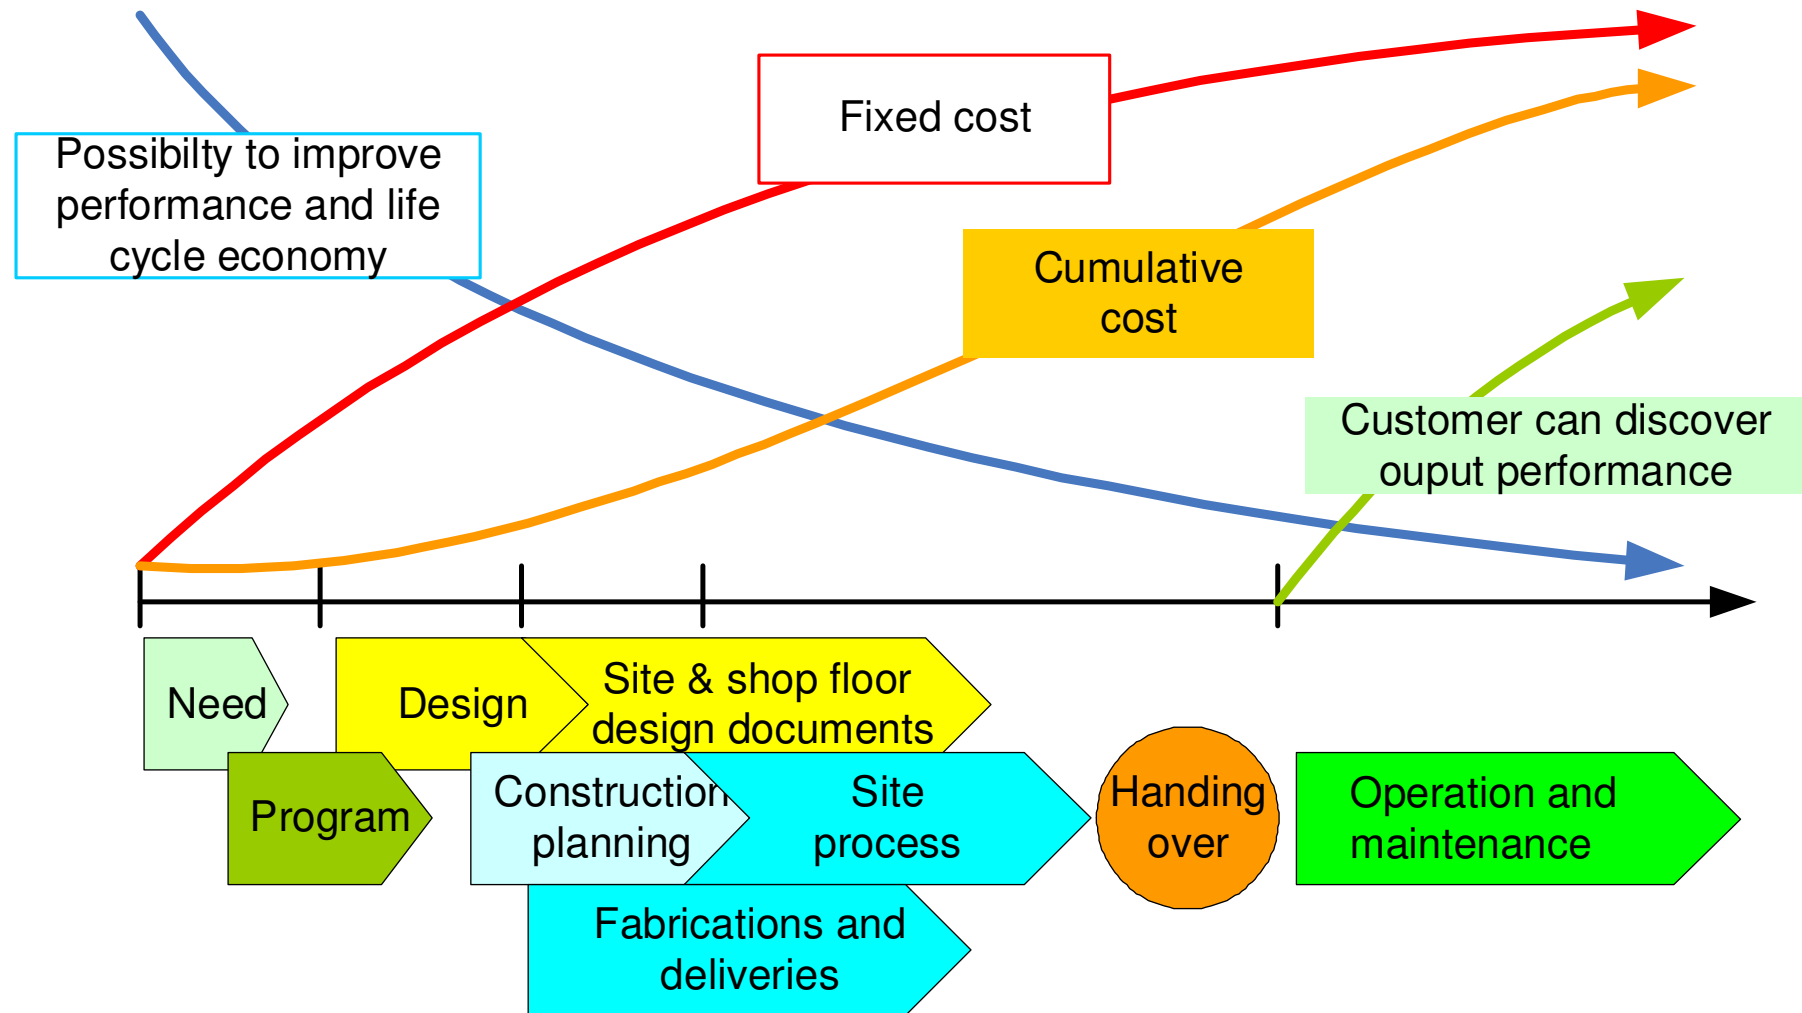 Fixed cost
Possibilty to improve
performance and life
cycle economy
Cumulative
cost
Customer can discover
ouput performance
Need
Design
Site & shop floor
design documents
Program
Construction
planning
Site
process
Handing
over
Operation and
maintenance
Fabrications and
deliveries